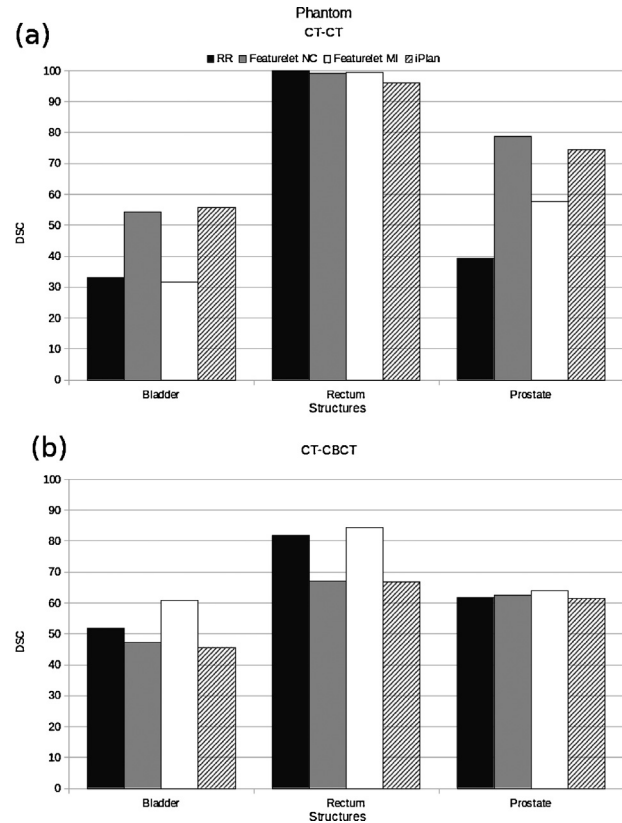 Phantom
(a)
CT-CT
RR Featurelet NC Featurelet MI iPlan
100
90
80
70
60
50
40
30
20
10
0
DSC
Bladder Rectum Prostate
Structures
(b)
CT-CBCT
100
90
80
70
60
50
40
30
20
10
0
DSC
Bladder Rectum Prostate
Structures